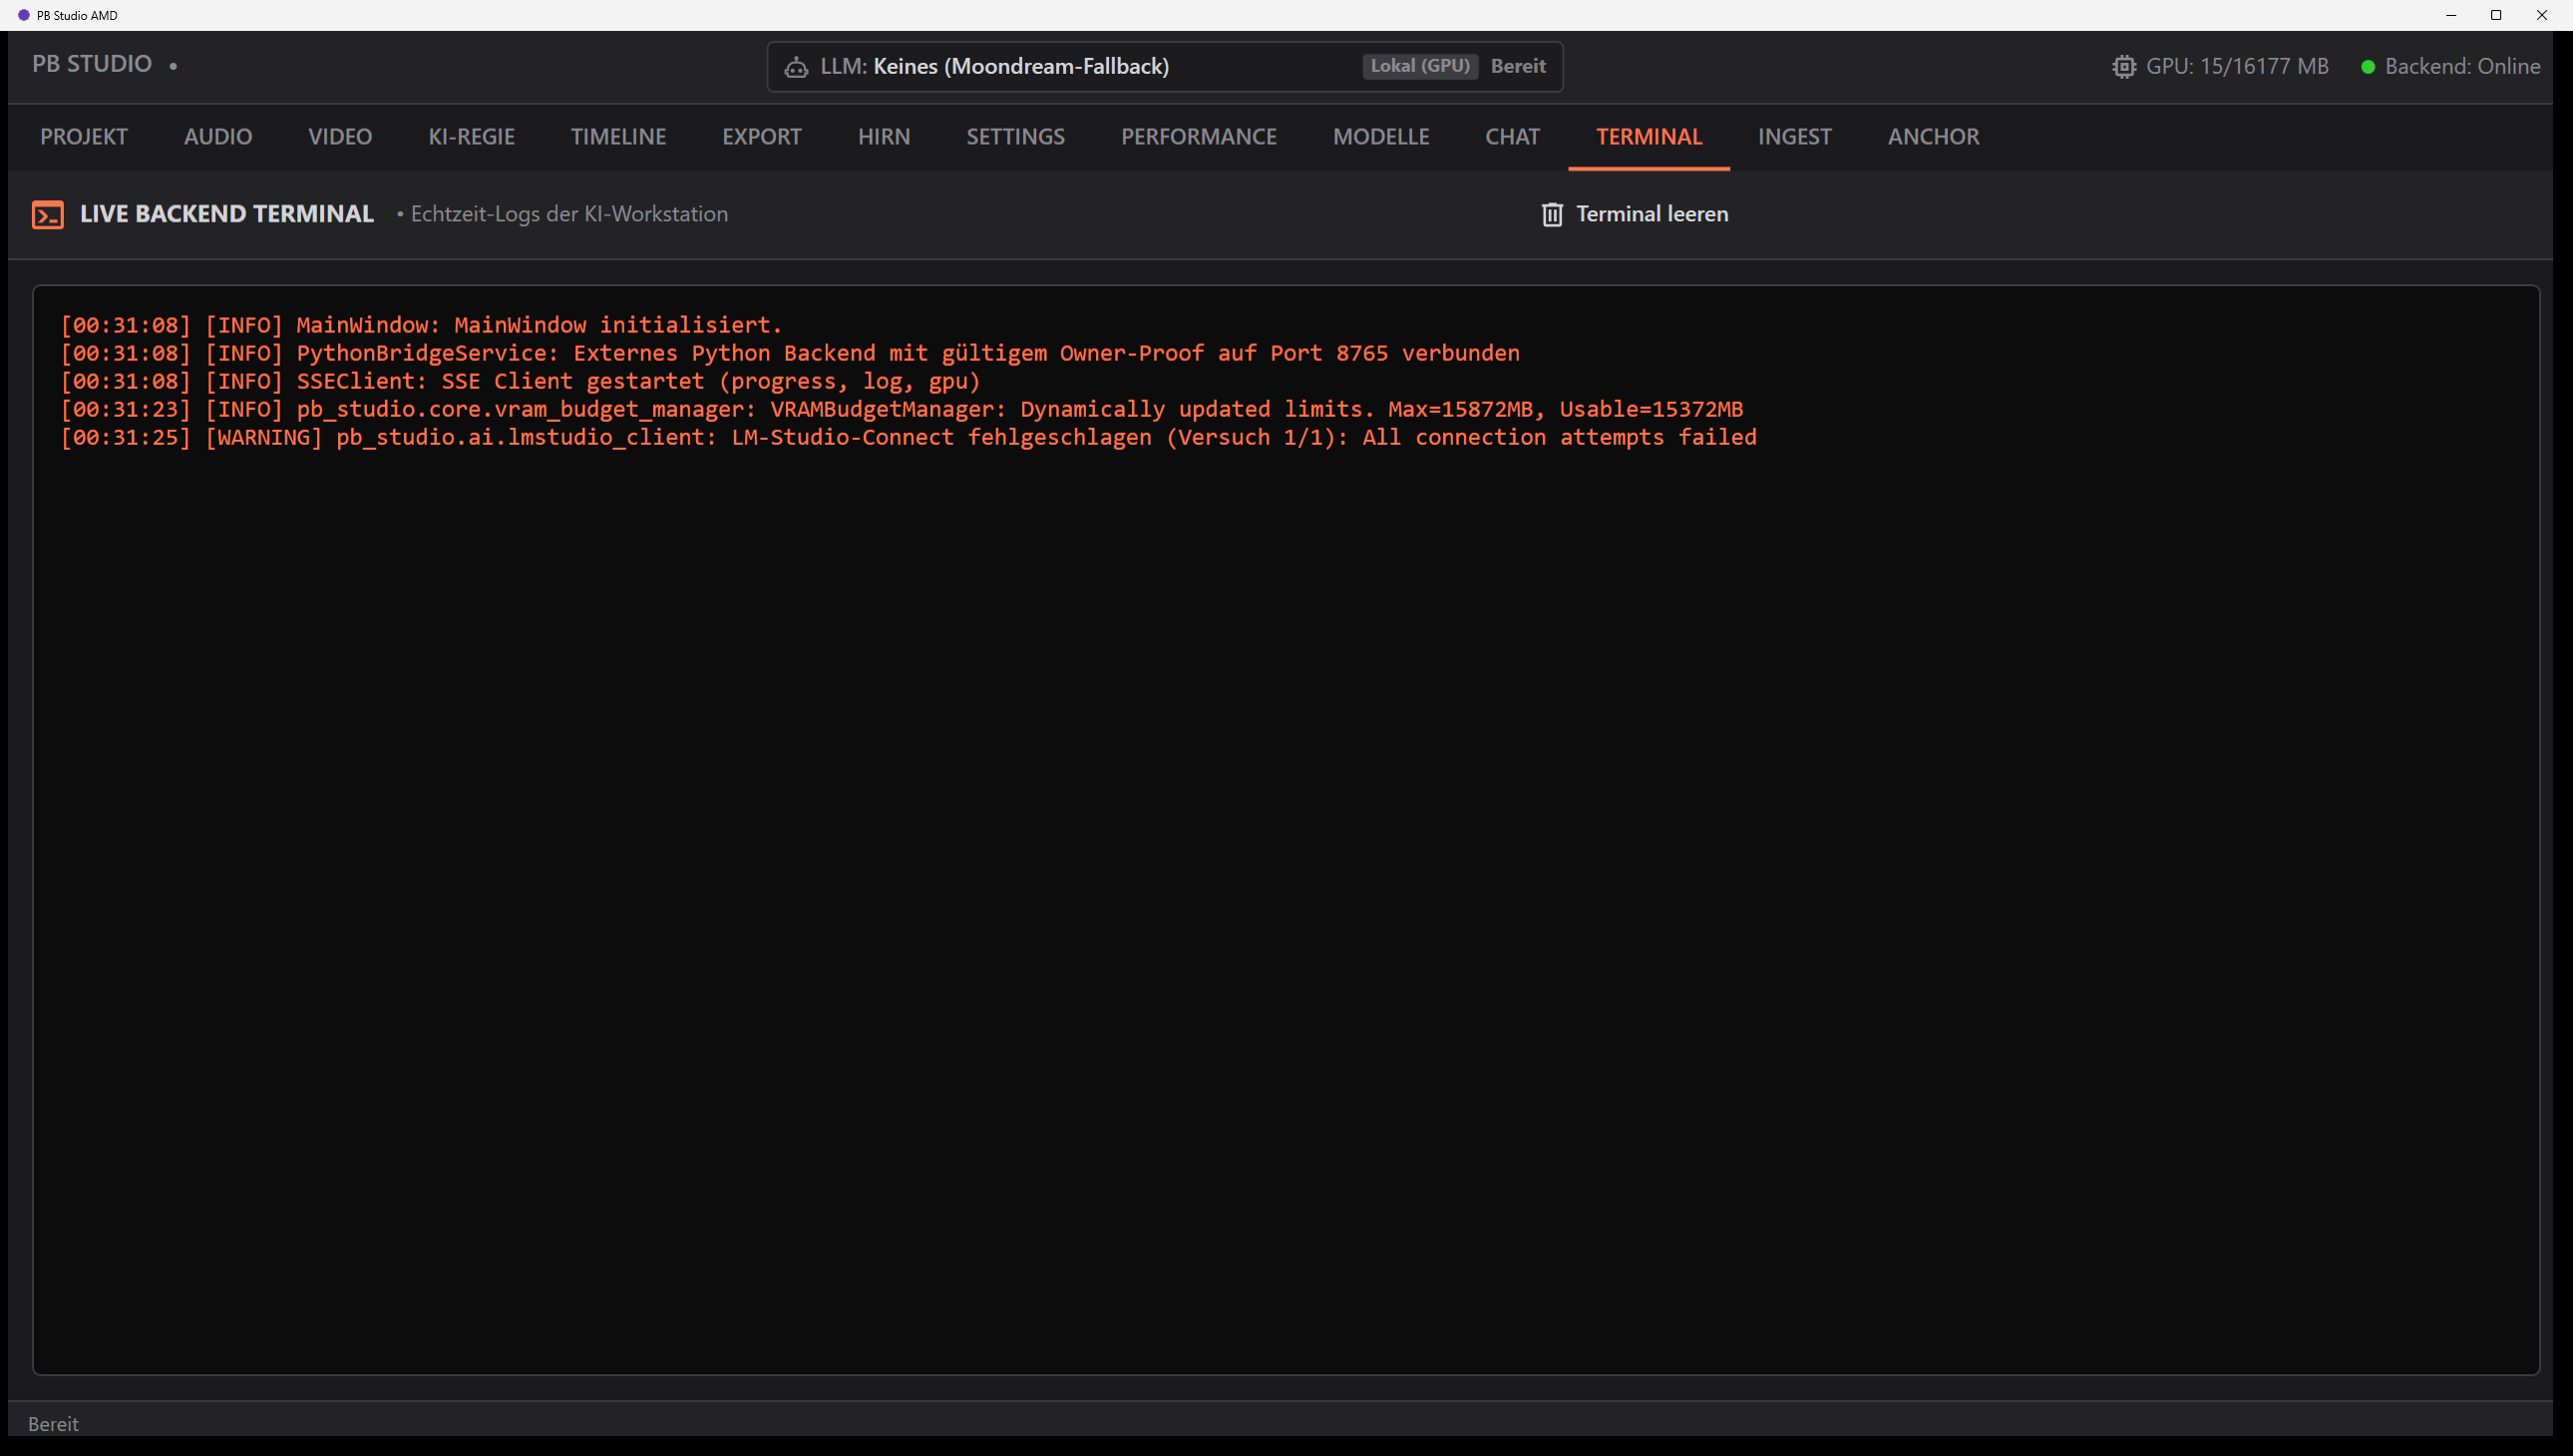 PB Studio AMD
PB STUDIO •
LLM: Keines (Moondream-Fallback) Lokal (GPU) Bereit
GPU: 15/16177 MB Backend: Online
PROJEKT AUDIO VIDEO KI-REGIE TIMELINE EXPORT HIRN SETTINGS PERFORMANCE MODELLE CHAT TERMINAL INGEST ANCHOR
LIVE BACKEND TERMINAL • Echtzeit-Logs der KI-Workstation Terminal leeren
[00:31:08] [INFO] MainWindow: MainWindow initialisiert.
[00:31:08] [INFO] PythonBridgeService: Externes Python Backend mit gültigem Owner-Proof auf Port 8765 verbunden
[00:31:08] [INFO] SSEClient: SSE Client gestartet (progress, log, gpu)
[00:31:23] [INFO] pb_studio.core.vram_budget_manager: VRAMBudgetManager: Dynamically updated limits. Max=15872MB, Usable=15372MB
[00:31:25] [WARNING] pb_studio.ai.lmstudio_client: LM-Studio-Connect fehlgeschlagen (Versuch 1/1): All connection attempts failed
Bereit